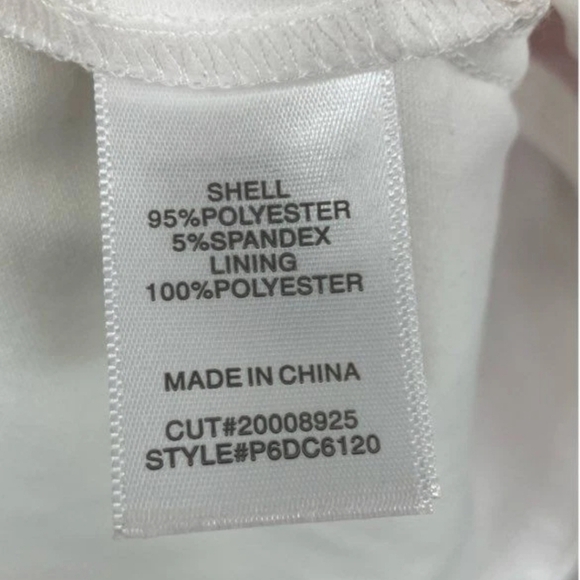 SHELL
95%POLYESTER
5%SPANDEX
LINING
100%POLYESTER
MADE IN CHINA
CUT#20008925
STYLE#P6DC6120